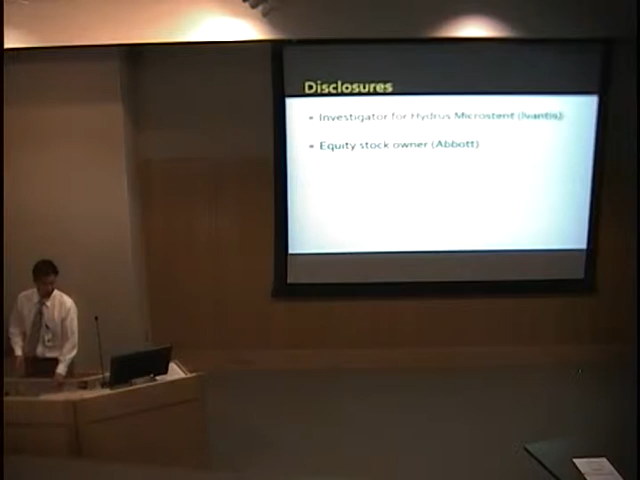 Disclosures
• Investigator for Hydrus Microstent (Ivantis)
• Equity stock owner (Abbott)